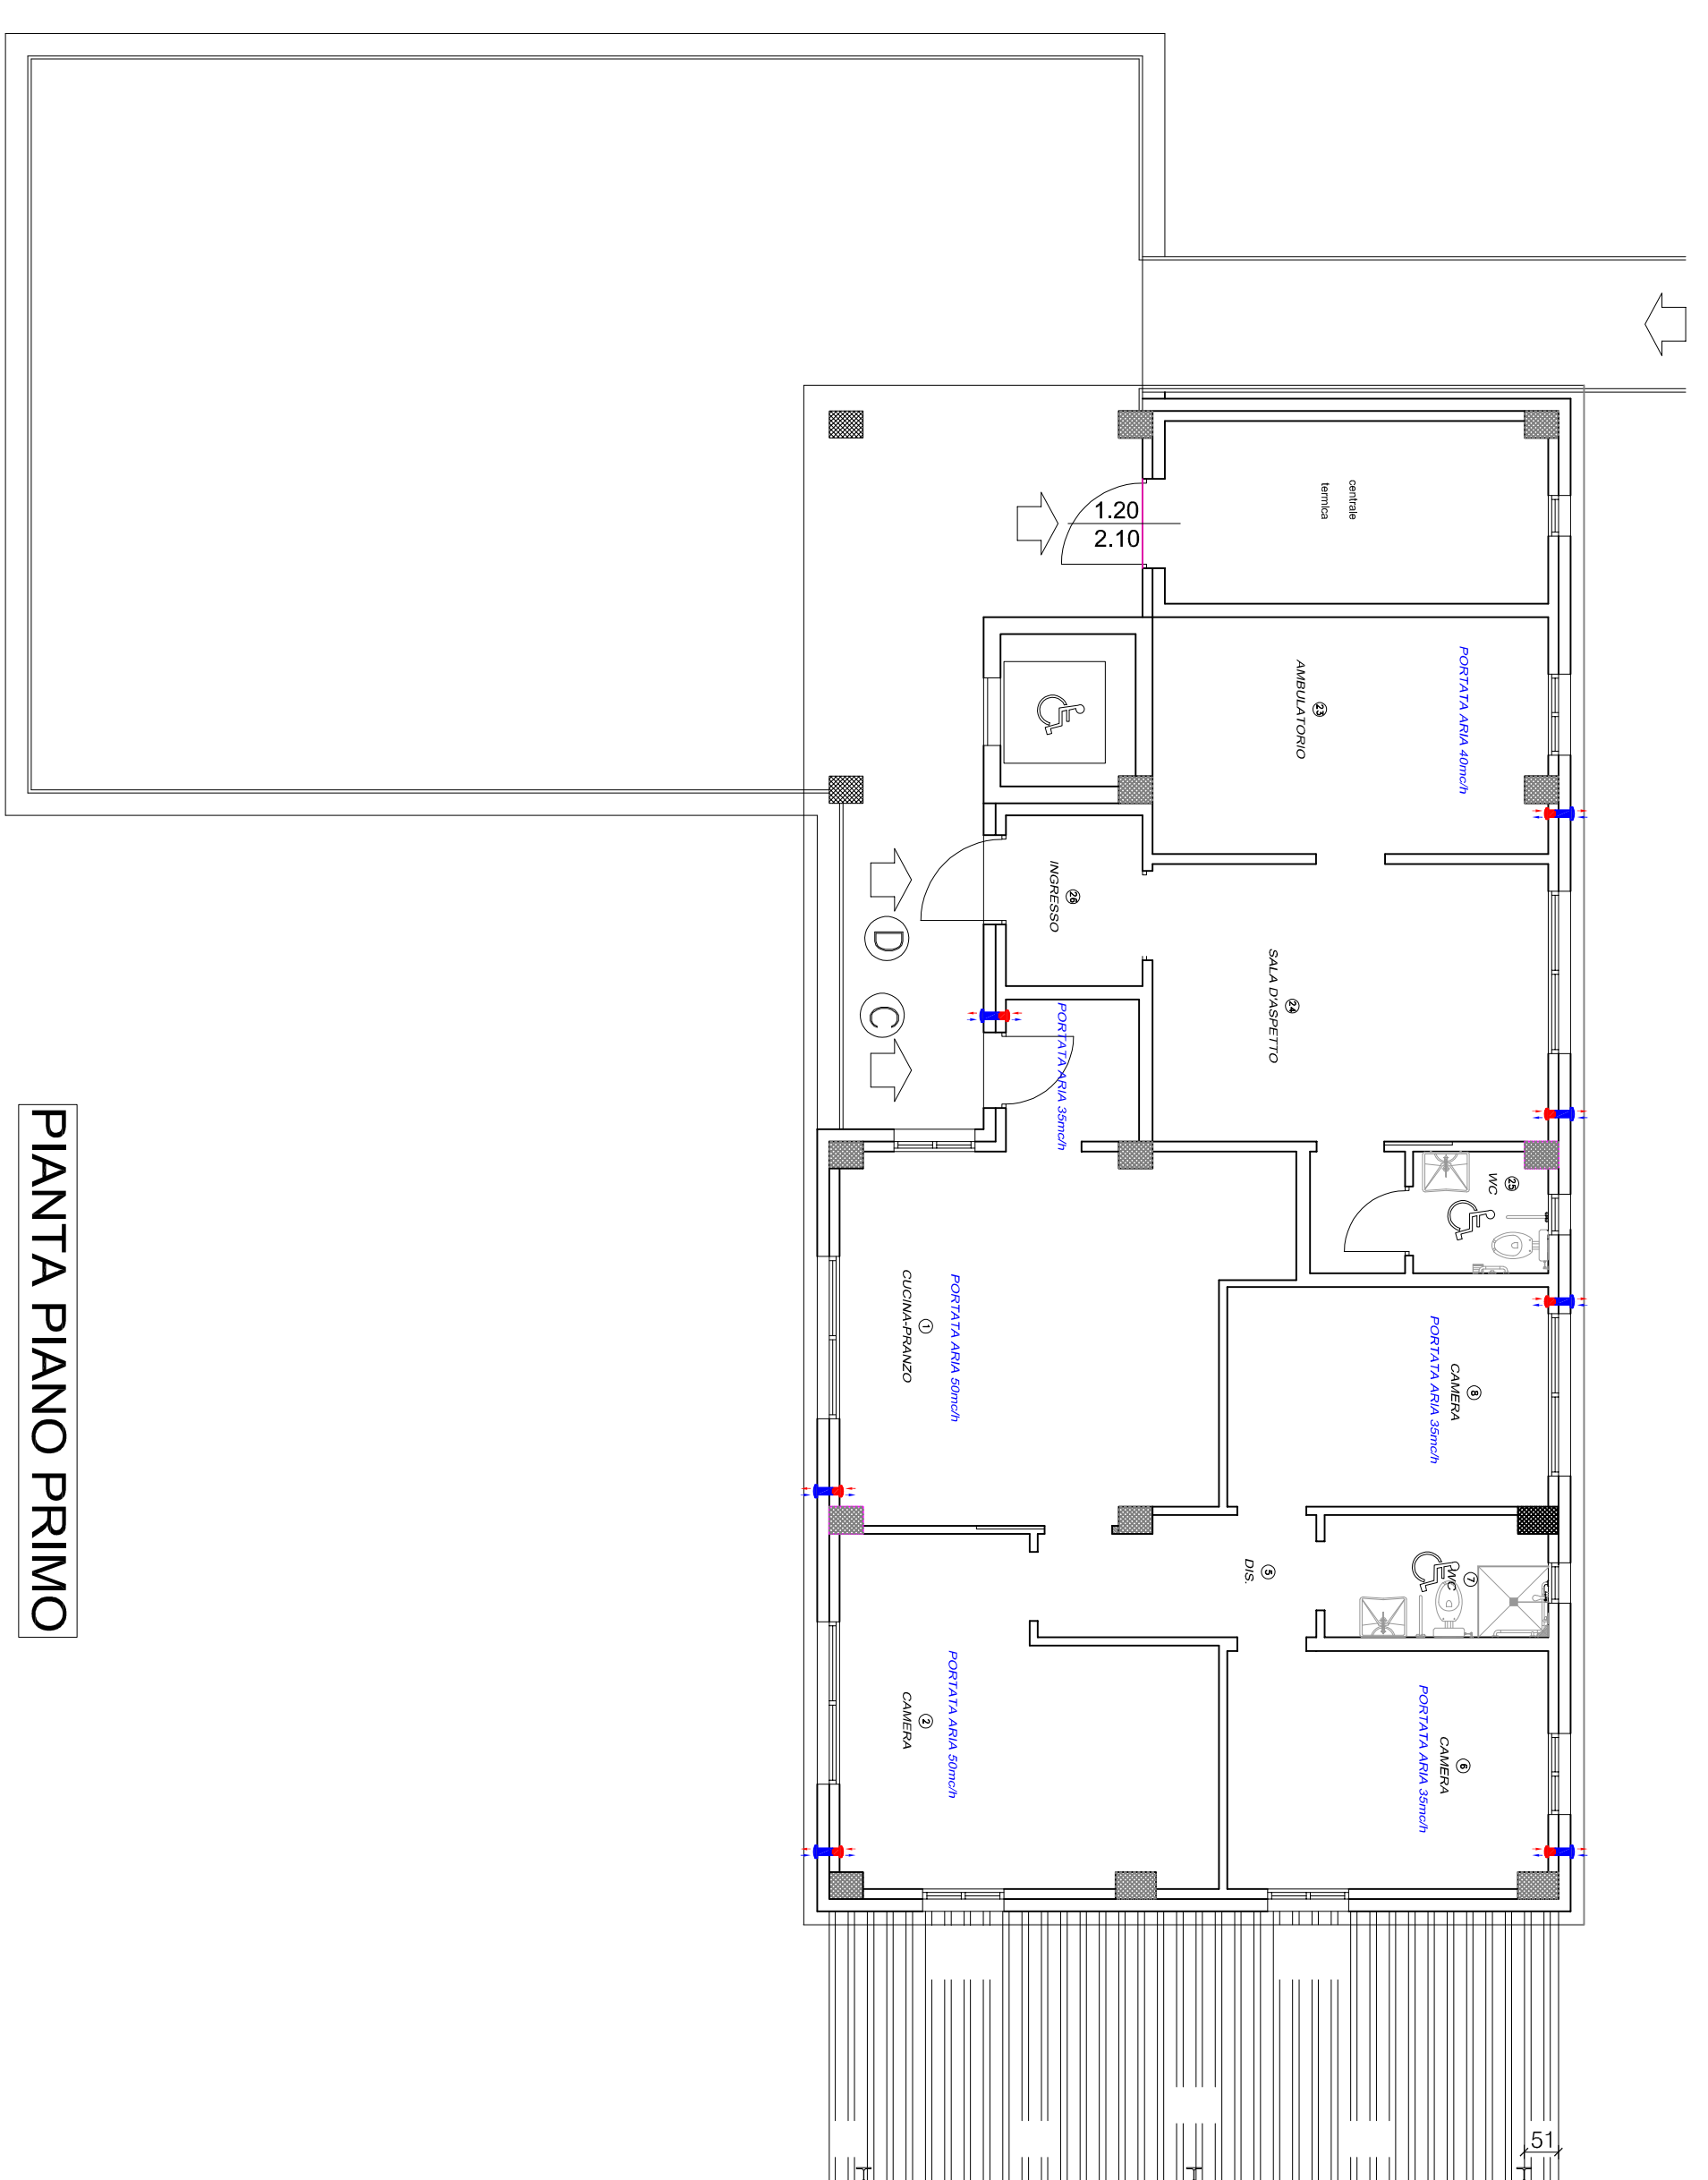 centrale
termica
1.20
2.10
PORTATA ARIA 40mc/h
23
AMBULATORIO
26
INGRESSO
24
SALA D'ASPETTO
D
C
PORTATA ARIA 35mc/h
25
WC
PORTATA ARIA 50mc/h
1
CUCINA-PRANZO
8
CAMERA
PORTATA ARIA 35mc/h
5
DIS.
7
WC
PORTATA ARIA 50mc/h
2
CAMERA
6
CAMERA
PORTATA ARIA 35mc/h
51
PIANTA PIANO PRIMO